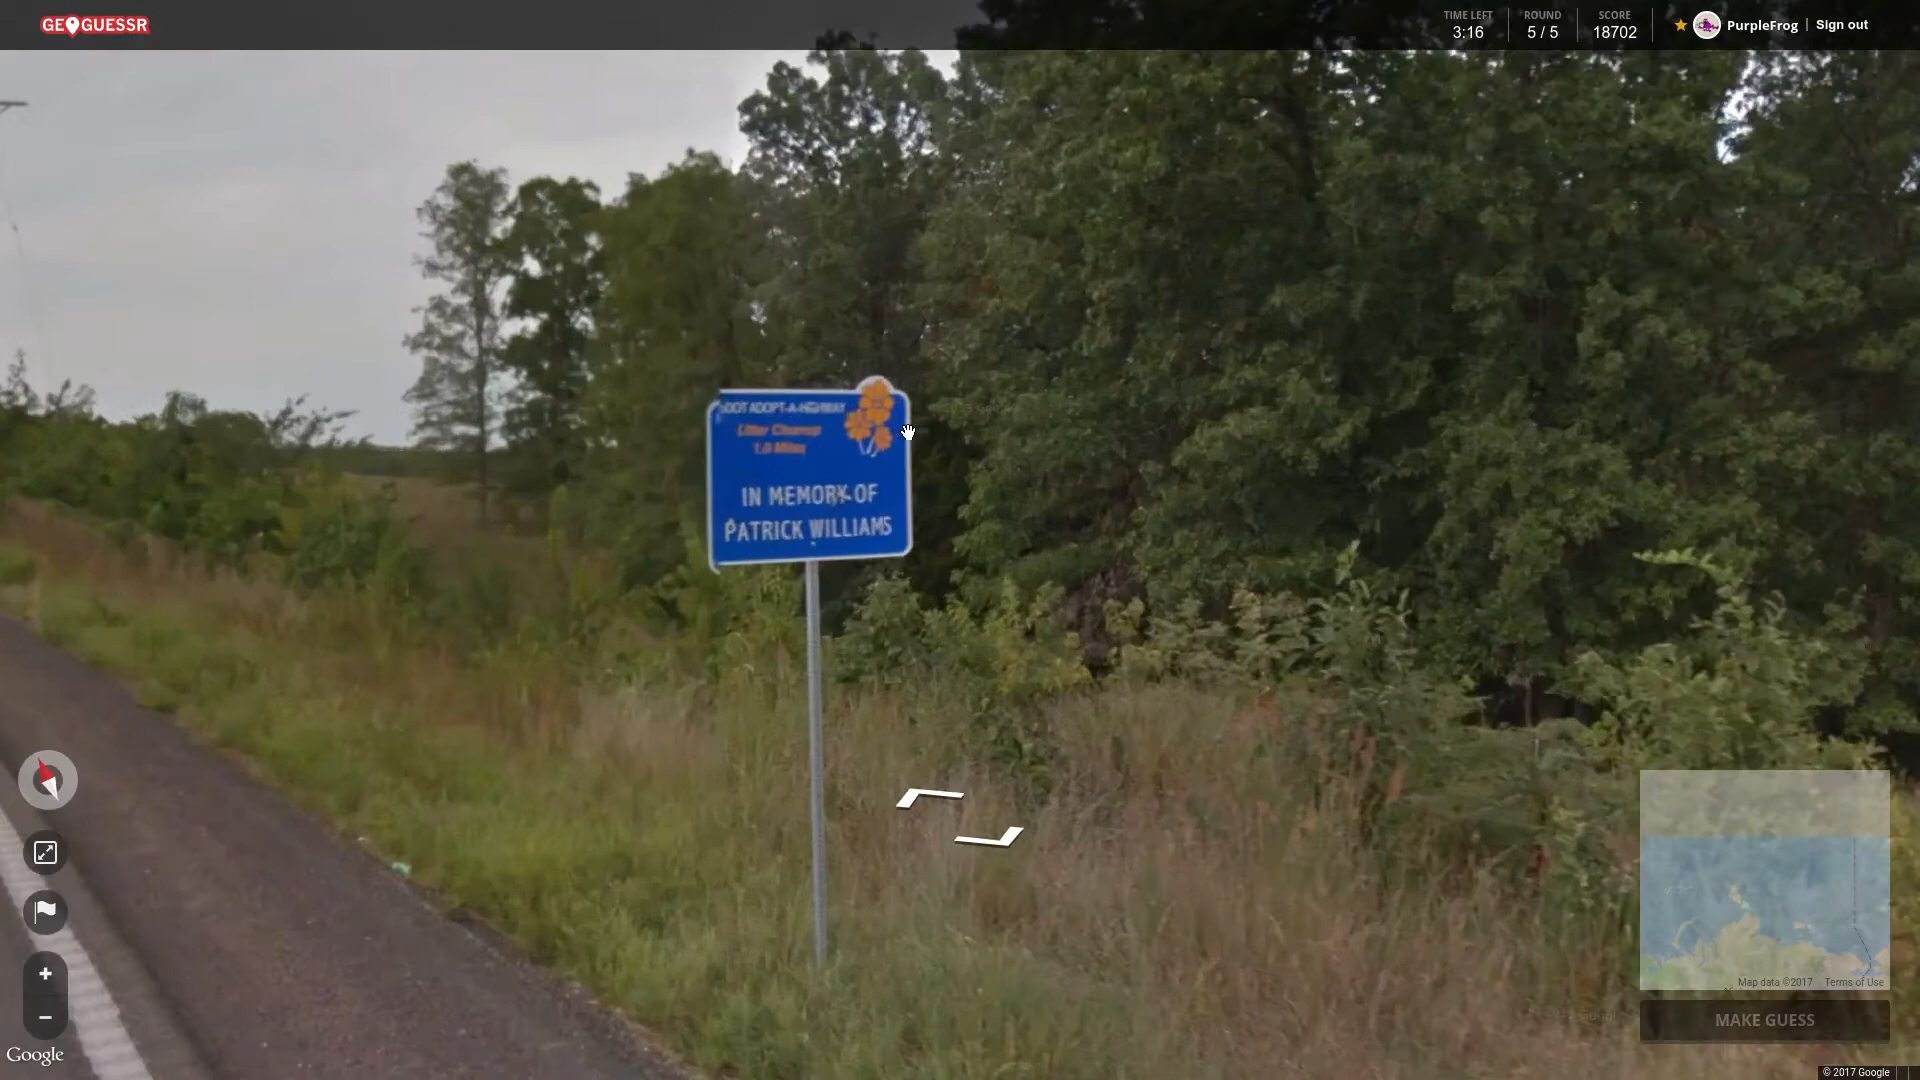 GEOGUESSR
TIME LEFT
3:16
ROUND
5 / 5
SCORE
18702
PurpleFrog
Sign out
ADOPT-A-HIGHWAY
Litter Cleanup
1.0 Miles
IN MEMORY OF
PATRICK WILLIAMS
Map data ©2017
Terms of Use
MAKE GUESS
Google
© 2017 Google